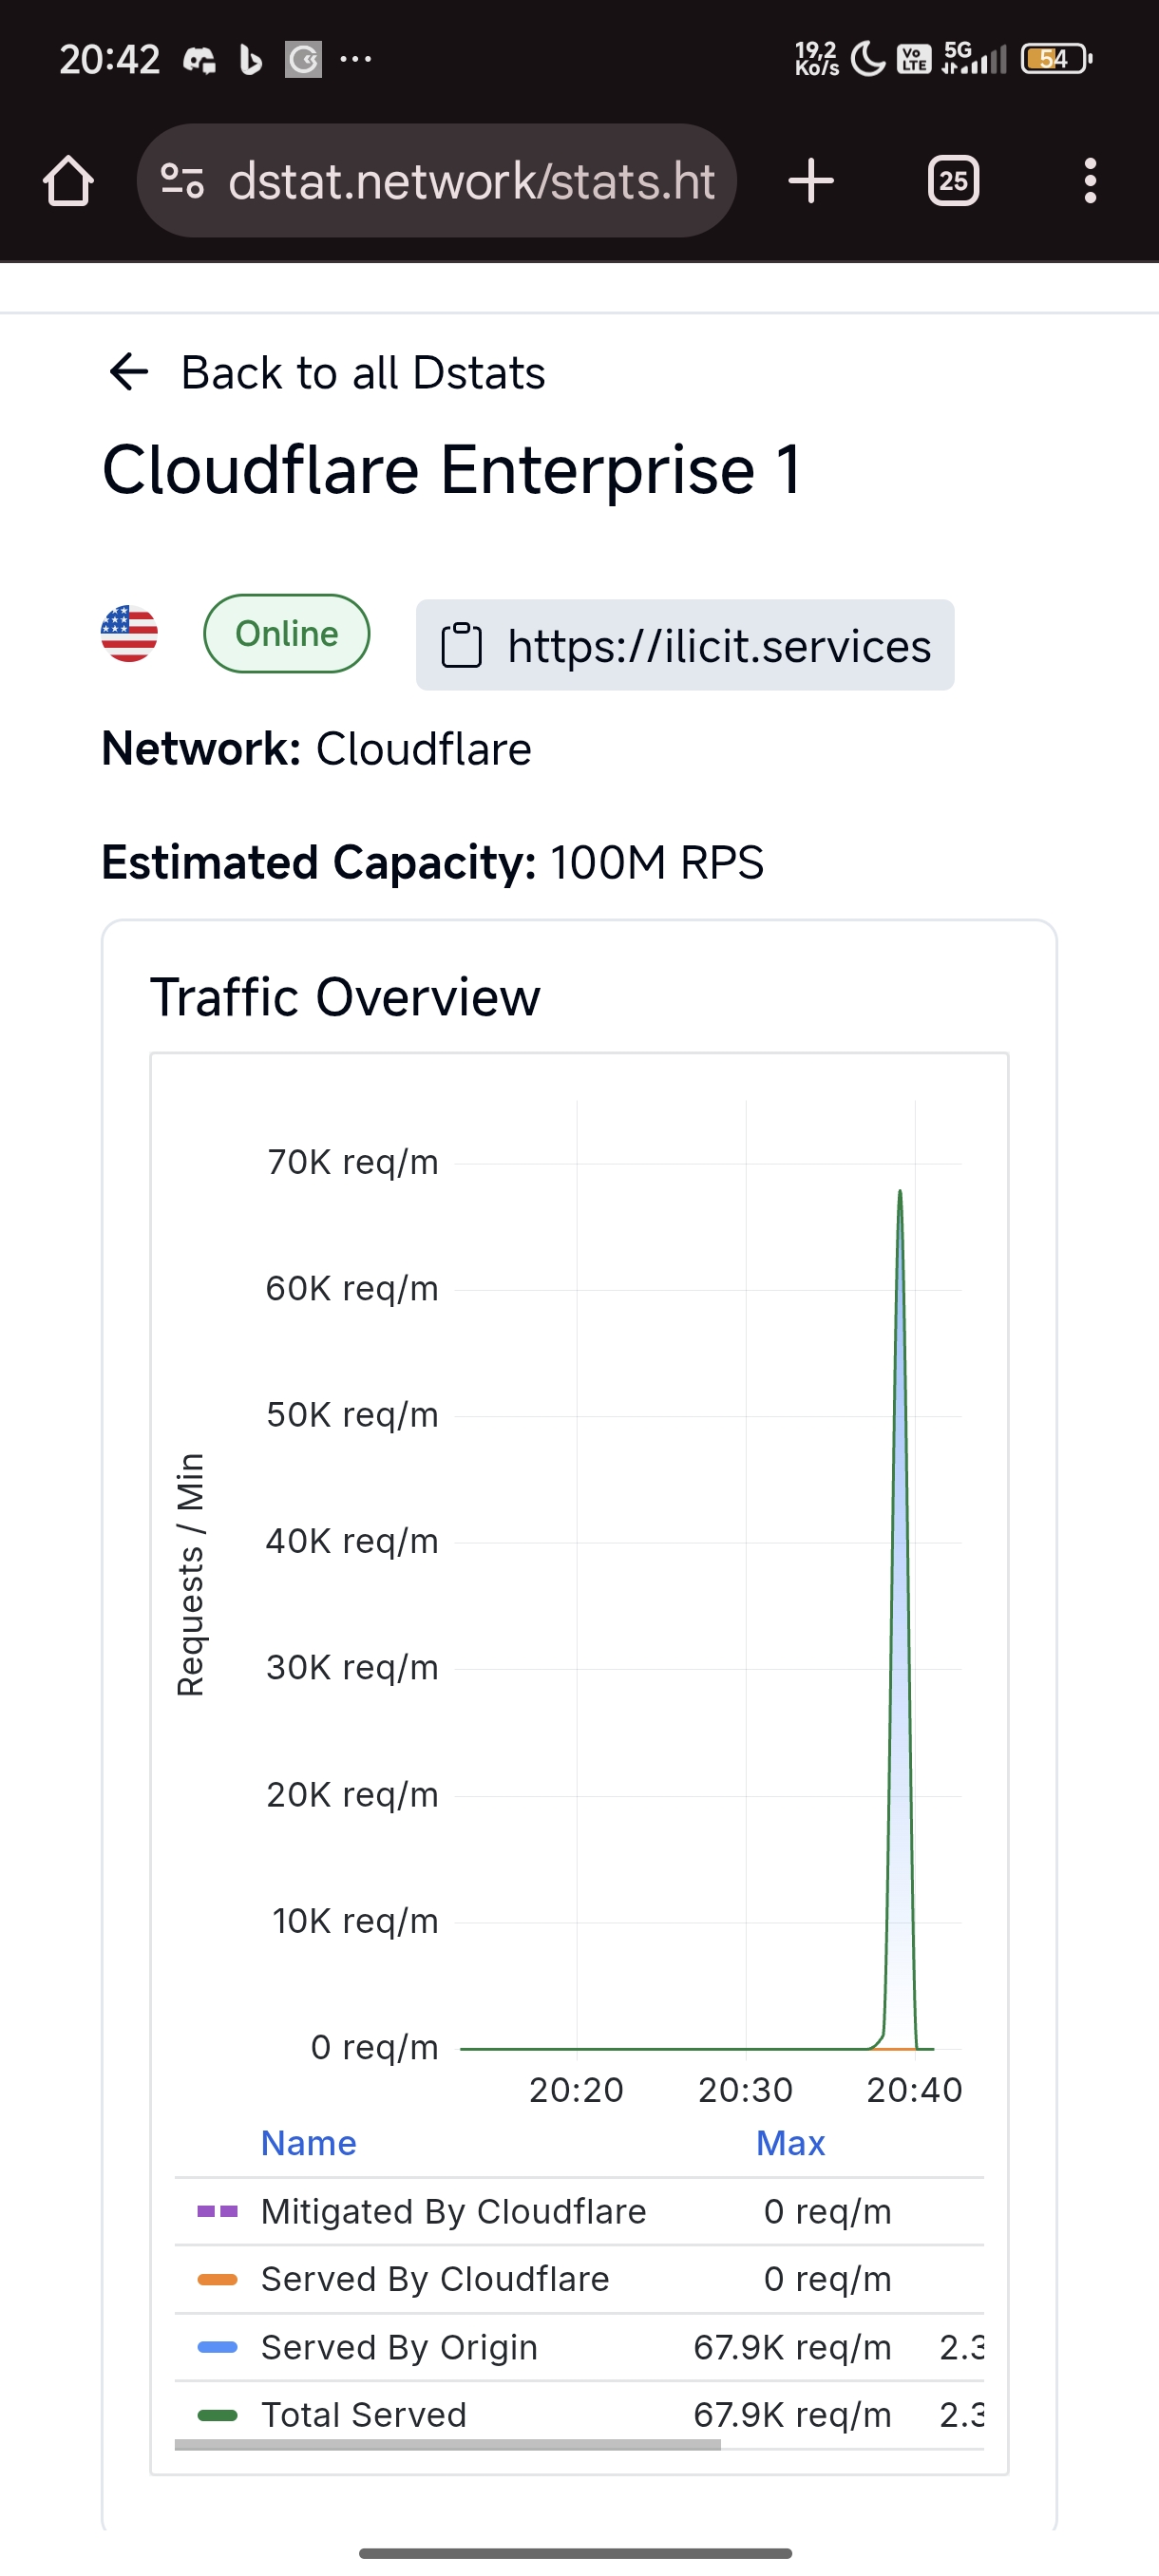 20:42 ... 19,2 Ko/s Vo LTE 5G 54
dstat.network/stats.ht 25
Back to all Dstats
Cloudflare Enterprise 1
Online https://ilicit.services
Network: Cloudflare
Estimated Capacity: 100M RPS
Traffic Overview
Requests / Min
70K req/m
60K req/m
50K req/m
40K req/m
30K req/m
20K req/m
10K req/m
0 req/m
20:20 20:30 20:40
Name Max
Mitigated By Cloudflare 0 req/m
Served By Cloudflare 0 req/m
Served By Origin 67.9K req/m 2.3
Total Served 67.9K req/m 2.3